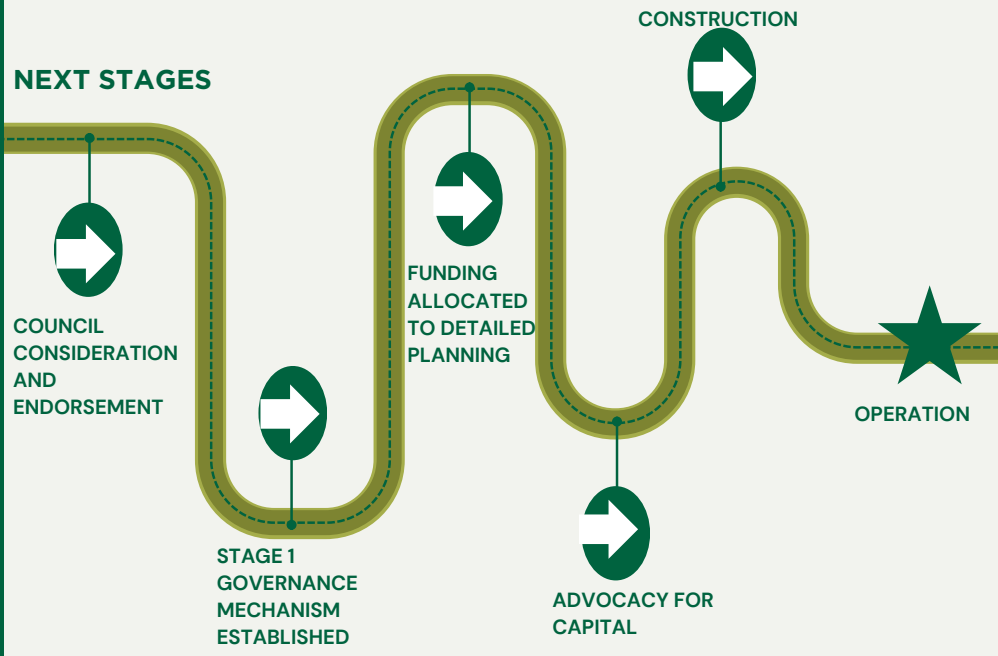 NEXT STAGES
COUNCIL
CONSIDERATION
AND
ENDORSEMENT
STAGE 1
GOVERNANCE
MECHANISM
ESTABLISHED
FUNDING
ALLOCATED
TO DETAILED
PLANNING
ADVOCACY FOR
CAPITAL
CONSTRUCTION
OPERATION